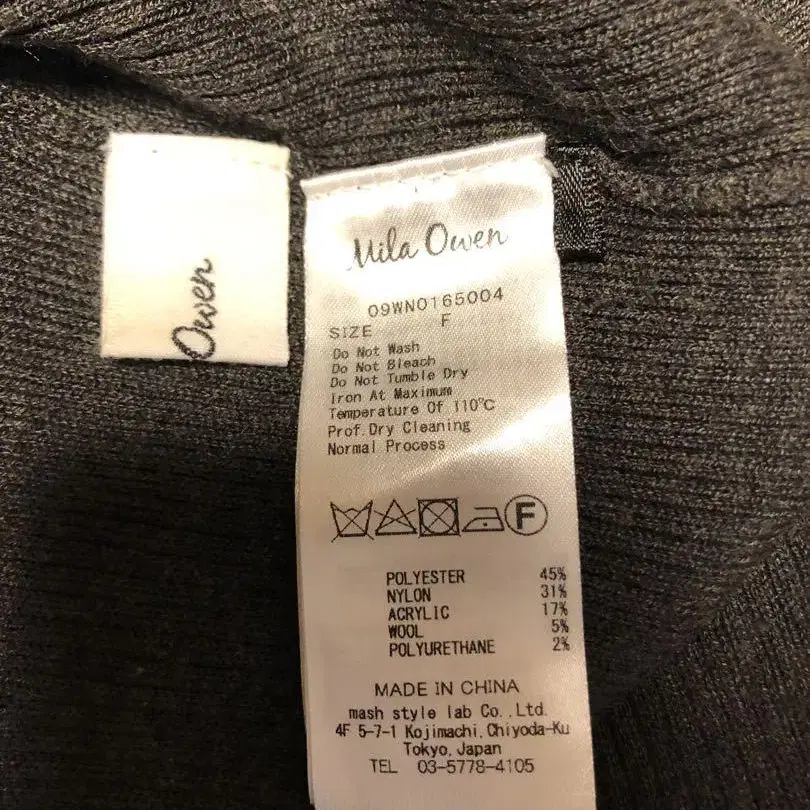 Owen
Mila Owen
09WN0165004
SIZE F
Do Not Wash
Do Not Bleach
Do Not Tumble Dry
Iron At Maximum
Temperature Of 110℃
Prof.Dry Cleaning
Normal Process
F
POLYESTER 45%
NYLON 31%
ACRYLIC 17%
WOOL 5%
POLYURETHANE 2%
MADE IN CHINA
mash style lab Co.,Ltd.
4F 5-7-1 Kojimachi,Chiyoda-Ku
Tokyo,Japan
TEL 03-5778-4105